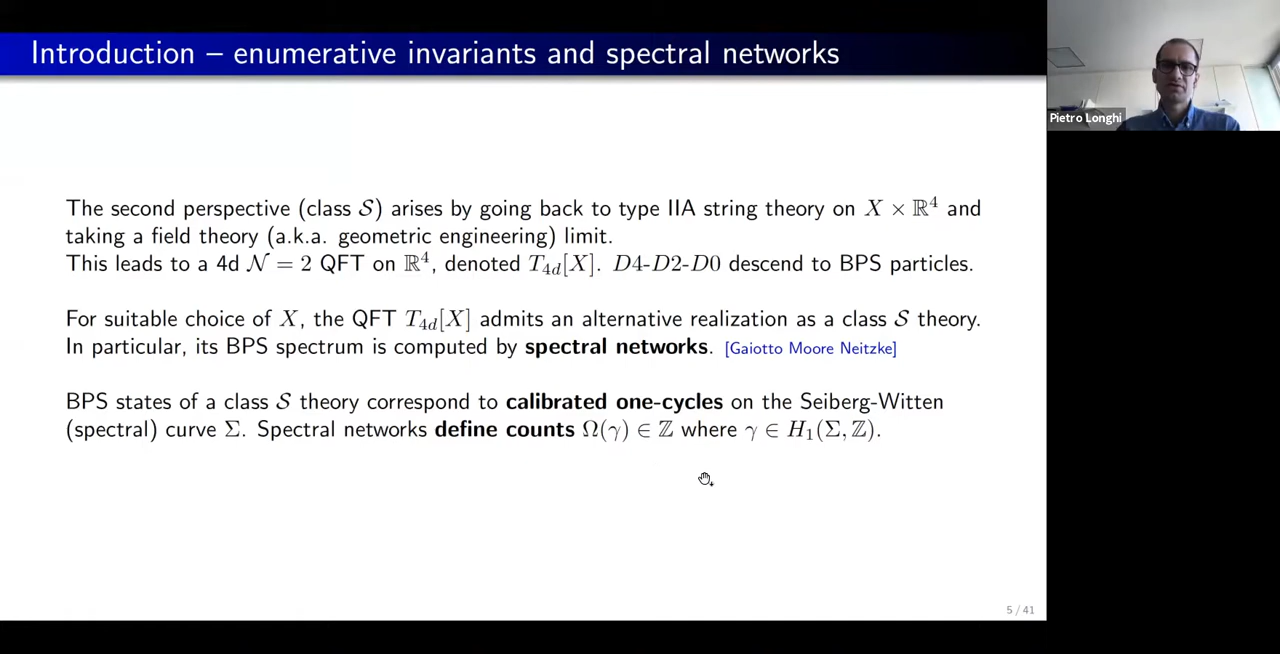 Introduction – enumerative invariants and spectral networks
Pietro Longhi
The second perspective (class 𝒮) arises by going back to type IIA string theory on X × ℝ⁴ and
taking a field theory (a.k.a. geometric engineering) limit.
This leads to a 4d 𝒩 = 2 QFT on ℝ⁴, denoted T₄d[X]. D4-D2-D0 descend to BPS particles.
For suitable choice of X, the QFT T₄d[X] admits an alternative realization as a class 𝒮 theory.
In particular, its BPS spectrum is computed by spectral networks. [Gaiotto Moore Neitzke]
BPS states of a class 𝒮 theory correspond to calibrated one-cycles on the Seiberg-Witten
(spectral) curve Σ. Spectral networks define counts Ω(γ) ∈ ℤ where γ ∈ H₁(Σ, ℤ).
5 / 41